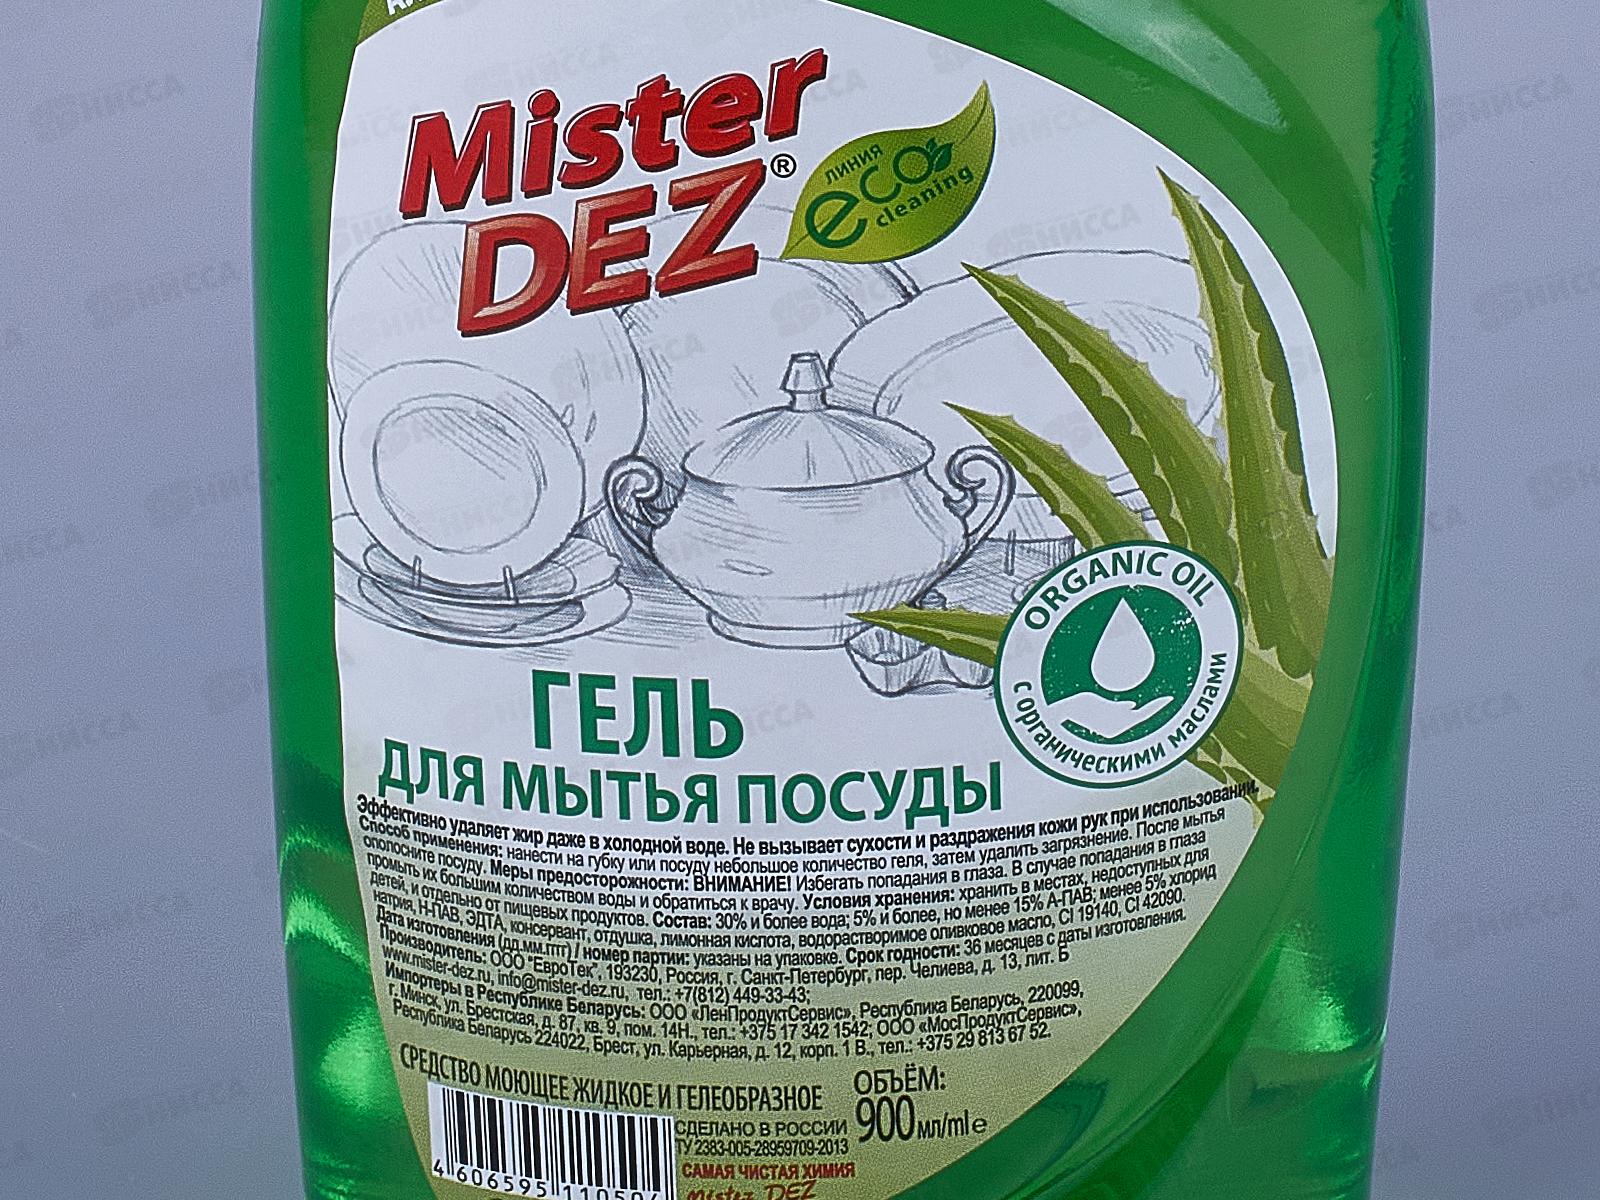 Mister
DEZ®
ЛИНИЯ
eco
cleaning
ORGANIC OIL
с органическими маслами
ГЕЛЬ
ДЛЯ МЫТЬЯ ПОСУДЫ
Эффективно удаляет жир даже в холодной воде. Не вызывает сухости и раздражения кожи рук при использовании.
Способ применения: нанести на губку или посуду небольшое количество геля, затем удалить загрязнение. После мытья
ополосните посуду. Меры предосторожности: ВНИМАНИЕ! Избегать попадания в глаза. В случае попадания в глаза
промыть их большим количеством воды и обратиться к врачу. Условия хранения: хранить в местах, недоступных для
детей, и отдельно от пищевых продуктов. Состав: 30% и более вода; 5% и более, но менее 15% А-ПАВ; менее 5% хлорид
натрия, Н-ПАВ, ЭДТА, консервант, отдушка, лимонная кислота, водорастворимое оливковое масло, CI 19140, CI 42090.
Дата изготовления (дд.мм.гггг) / номер партии: указаны на упаковке. Срок годности: 36 месяцев с даты изготовления.
Производитель: ООО "ЕвроТек", 193230, Россия, г. Санкт-Петербург, пер. Челиева, д. 13, лит. Б
www.mister-dez.ru, info@mister-dez.ru, тел.: +7(812) 449-33-43;
Импортеры в Республике Беларусь: ООО «ЛенПродуктСервис», Республика Беларусь, 220099,
г. Минск, ул. Брестская, д. 87, кв. 9, пом. 14Н., тел.: +375 17 342 1542; ООО «МосПродуктСервис»,
Республика Беларусь 224022, Брест, ул. Карьерная, д. 12, корп. 1 В., тел.: +375 29 813 67 52.
СРЕДСТВО МОЮЩЕЕ ЖИДКОЕ И ГЕЛЕОБРАЗНОЕ
ОБЪЁМ:
900 мл/ml e
СДЕЛАНО В РОССИИ
ТУ 2383-005-28959709-2013
САМАЯ ЧИСТАЯ ХИМИЯ
Mister DEZ
4 606595 110504
НИССА